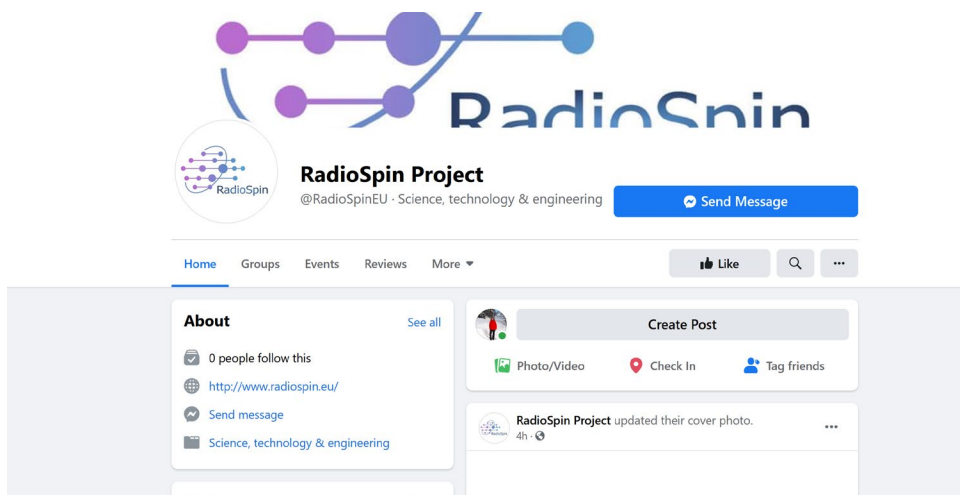 RadioSpin
RadioSpin
RadioSpin Project
@RadioSpinEU · Science, technology & engineering
Send Message
Home Groups Events Reviews More
Like
About
See all
0 people follow this
http://www.radiospin.eu/
Send message
Science, technology & engineering
Create Post
Photo/Video Check In Tag friends
RadioSpin Project updated their cover photo.
4h ·